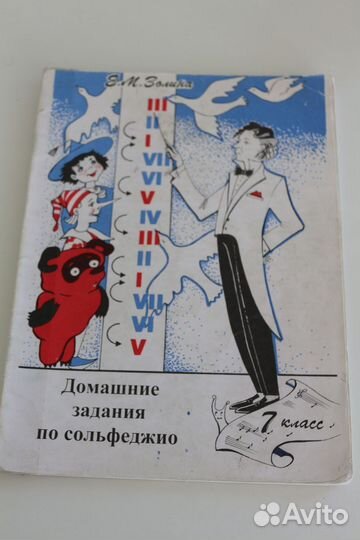 Е.М.Золина
III
II
I
VII
VI
V
IV
III
II
I
VII
VI
V
Домашние
задания
по сольфеджио
7 класс
Avito